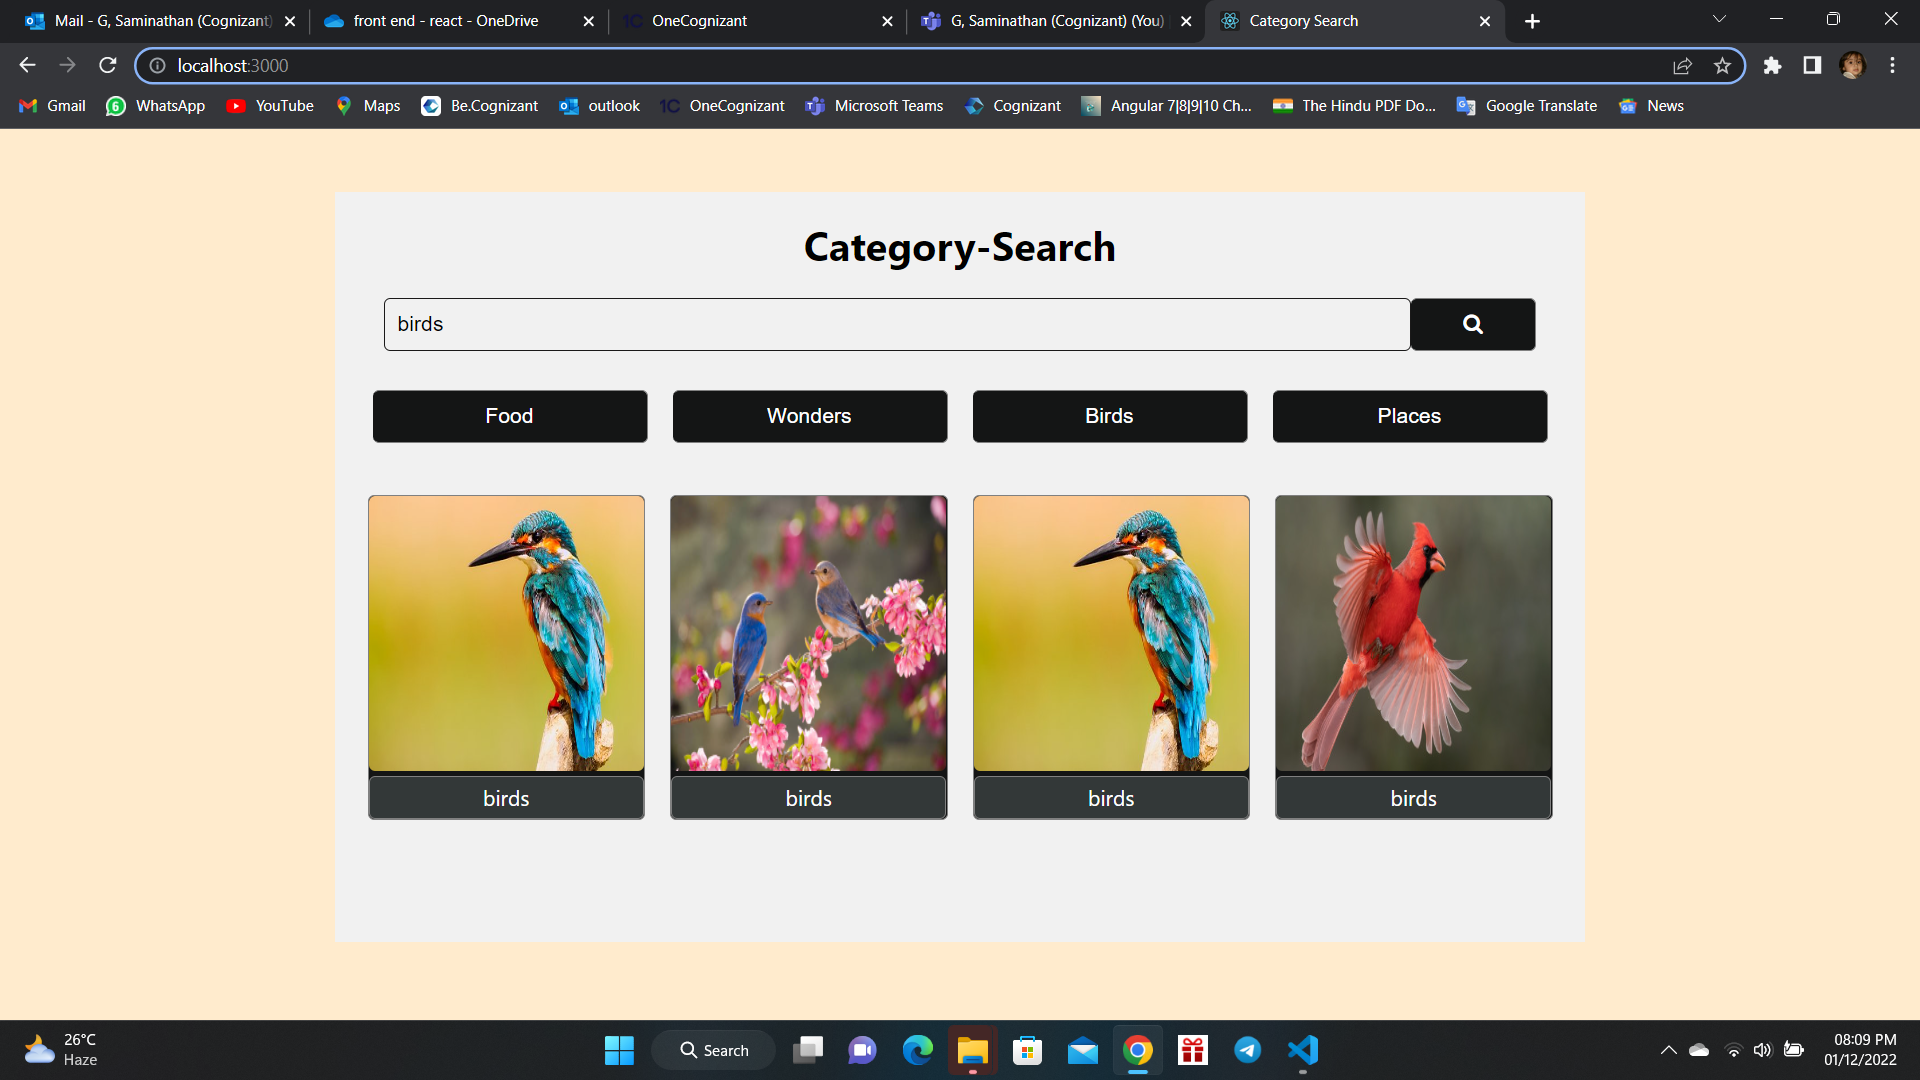 Mail - G, Saminathan (Cognizant)
front end - react - OneDrive
1C OneCognizant
G, Saminathan (Cognizant) (You)
Category Search
localhost:3000
Gmail
6 WhatsApp
YouTube
Maps
Be.Cognizant
outlook
1C OneCognizant
Microsoft Teams
Cognizant
Angular 7|8|9|10 Ch...
The Hindu PDF Do...
Google Translate
News
Category-Search
birds
Food
Wonders
Birds
Places
birds
birds
birds
birds
26°C
Haze
Search
08:09 PM
01/12/2022